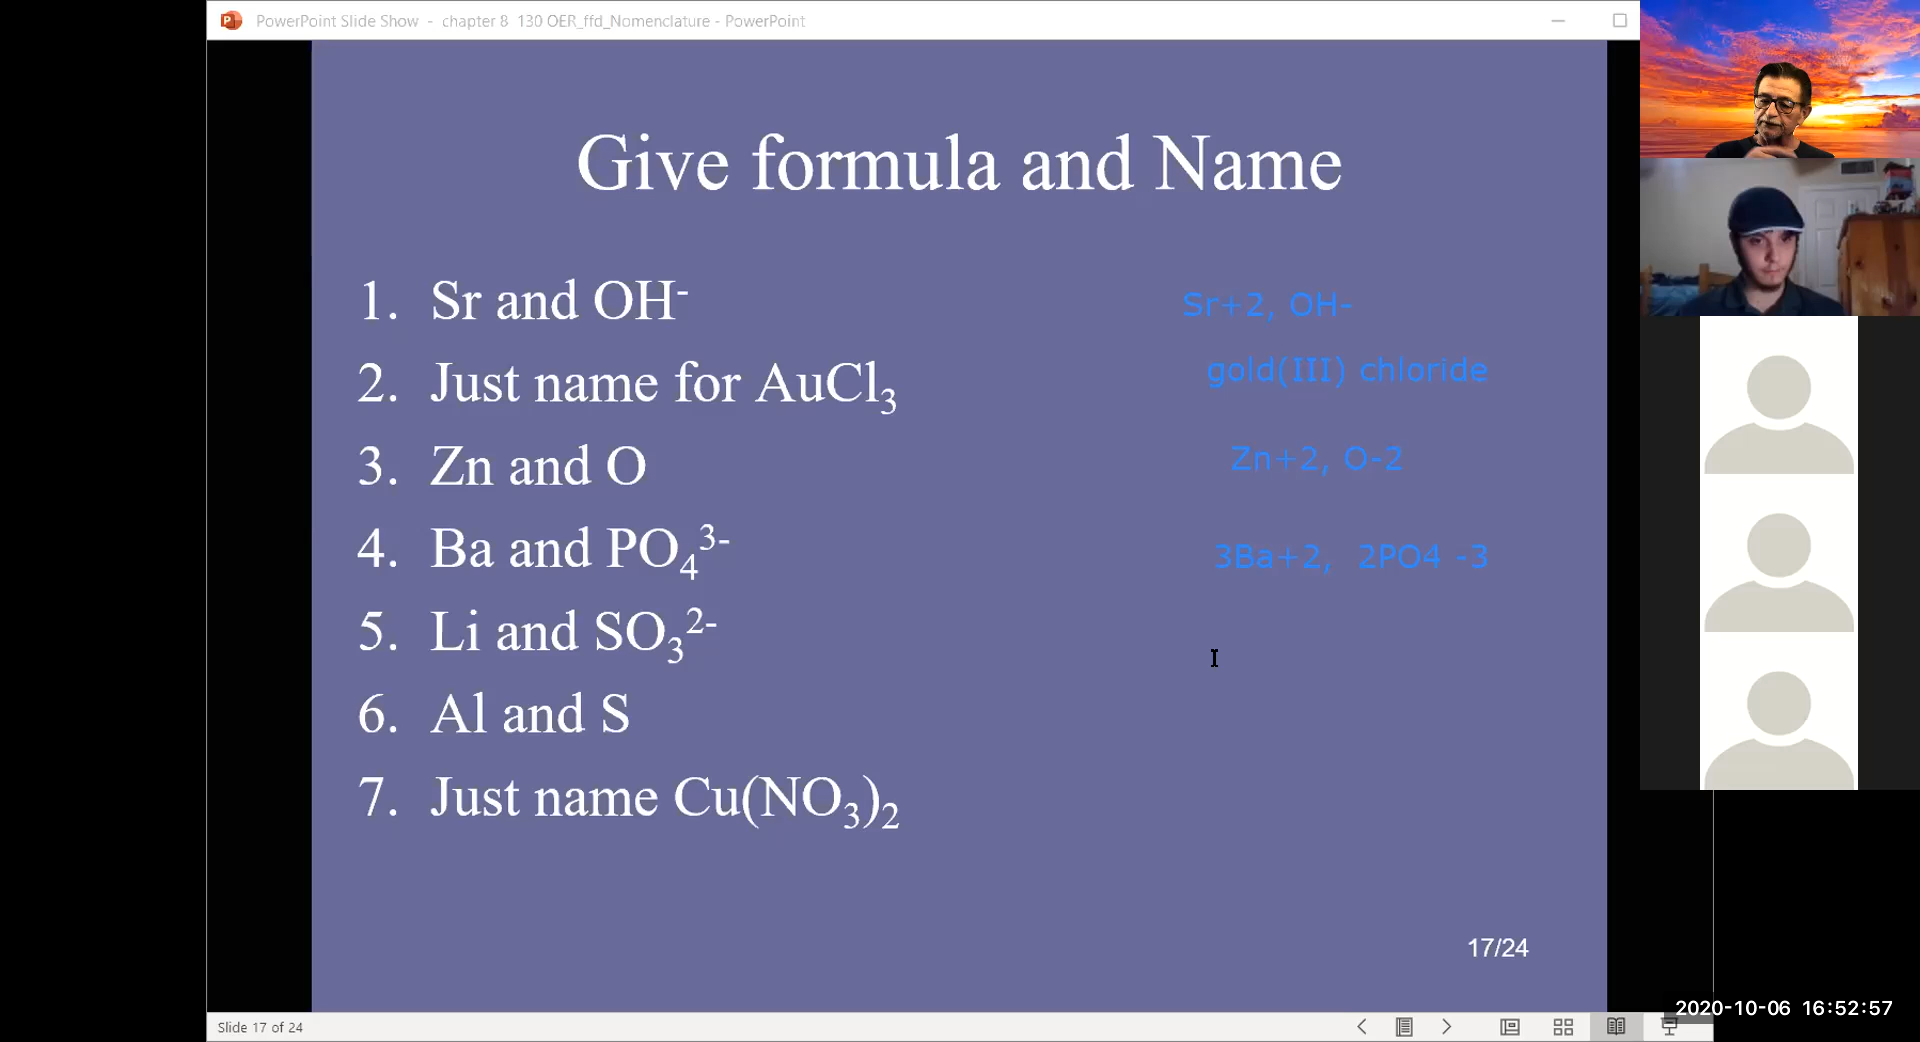 PowerPoint Slide Show - chapter 8 130 OER_ffd_Nomenclature - PowerPoint
Give formula and Name
1. Sr and OH⁻
Sr+2, OH-
2. Just name for AuCl₃
gold(III) chloride
3. Zn and O
Zn+2, O-2
4. Ba and PO₄³⁻
3Ba+2, 2PO4 -3
5. Li and SO₃²⁻
6. Al and S
7. Just name Cu(NO₃)₂
17/24
2020-10-06 16:52:57
Slide 17 of 24